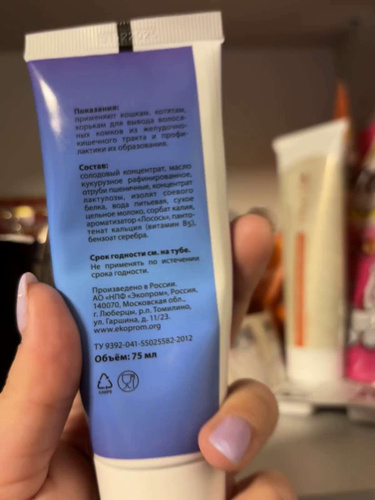 Показания:
применяют кошкам, котятам,
хорькам для вывода волося-
ных комков из желудочно-
кишечного тракта и профи-
лактики их образования.
Состав:
солодовый концентрат, масло
кукурузное рафинированное,
отруби пшеничные, концентрат
лактулозы, изолят соевого
белка, вода питьевая, сухое
цельное молоко, сорбат калия,
ароматизатор «Лосось», панто-
тенат кальция (витамин В5),
бензоат серебра.
Срок годности см. на тубе.
Не применять по истечении
срока годности.
Произведено в России.
АО «НПФ «Экопром», Россия,
140070, Московская обл.,
г. Люберцы, р.п. Томилино,
ул. Гаршина, д. 11/23.
www.ekoprom.org
ТУ 9392-041-55025582-2012
Объём: 75 мл